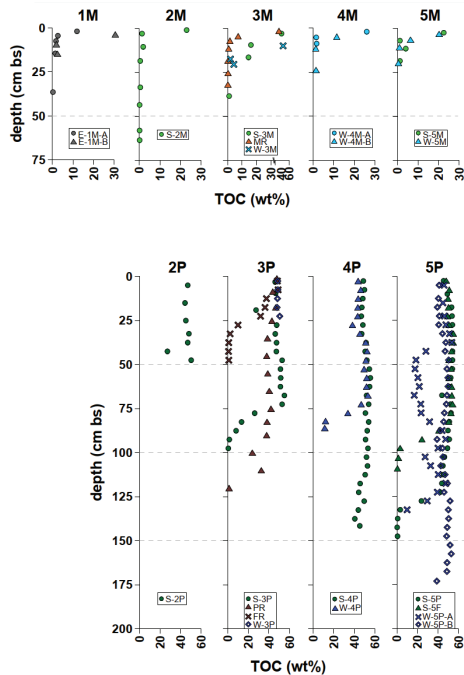 1M 2M 3M 4M 5M
depth (cm bs)
0
25
50
75
E-1M-A
E-1M-B
S-2M
S-3M
MR
W-3M
W-4M-A
W-4M-B
S-5M
W-5M
0 10 20 30 0 10 20 30 0 10 20 30 40 60 0 10 20 30 0 10 20 30
TOC (wt%)
2P 3P 4P 5P
depth (cm bs)
0
25
50
75
100
125
150
175
200
S-2P
S-3P
PR
FR
W-3P
S-4P
W-4P
S-5P
S-5F
W-5P-A
W-5P-B
0 20 40 60 0 20 40 60 0 20 40 60 0 20 40 60
TOC (wt%)